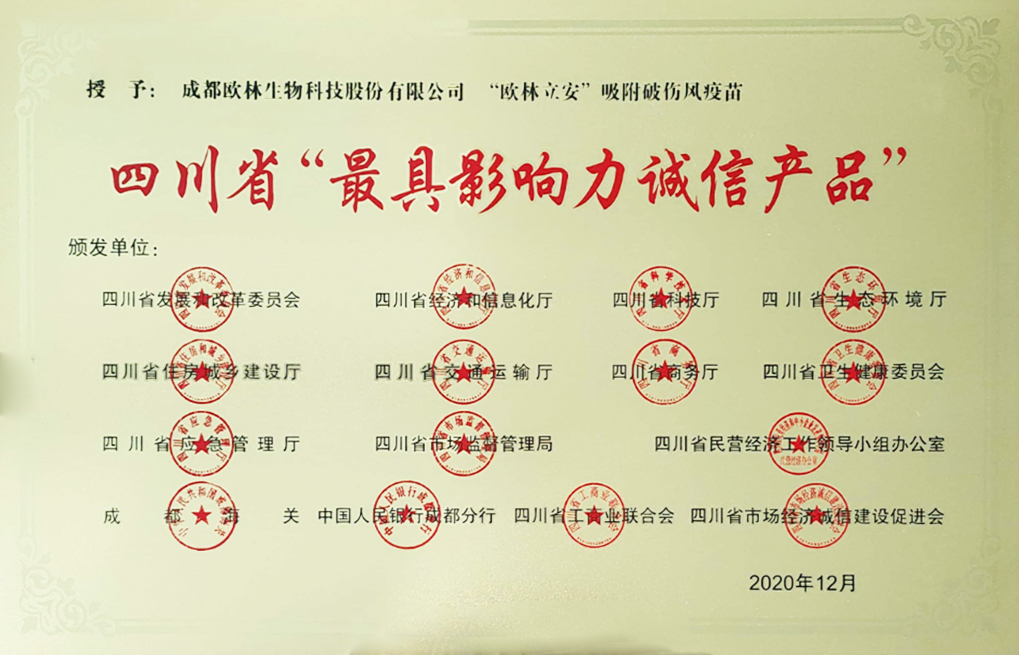 授 予： 成都欧林生物科技股份有限公司 “欧林立安”吸附破伤风疫苗
四川省“最具影响力诚信产品”
颁发单位：
四川省发展和改革委员会 四川省经济和信息化厅 四川省科技厅 四川省生态环境厅
四川省住房城乡建设厅 四川省交通运输厅 四川省商务厅 四川省卫生健康委员会
四川省应急管理厅 四川省市场监督管理局 四川省民营经济工作领导小组办公室
成都海关 中国人民银行成都分行 四川省工商业联合会 四川省市场经济诚信建设促进会
2020年12月